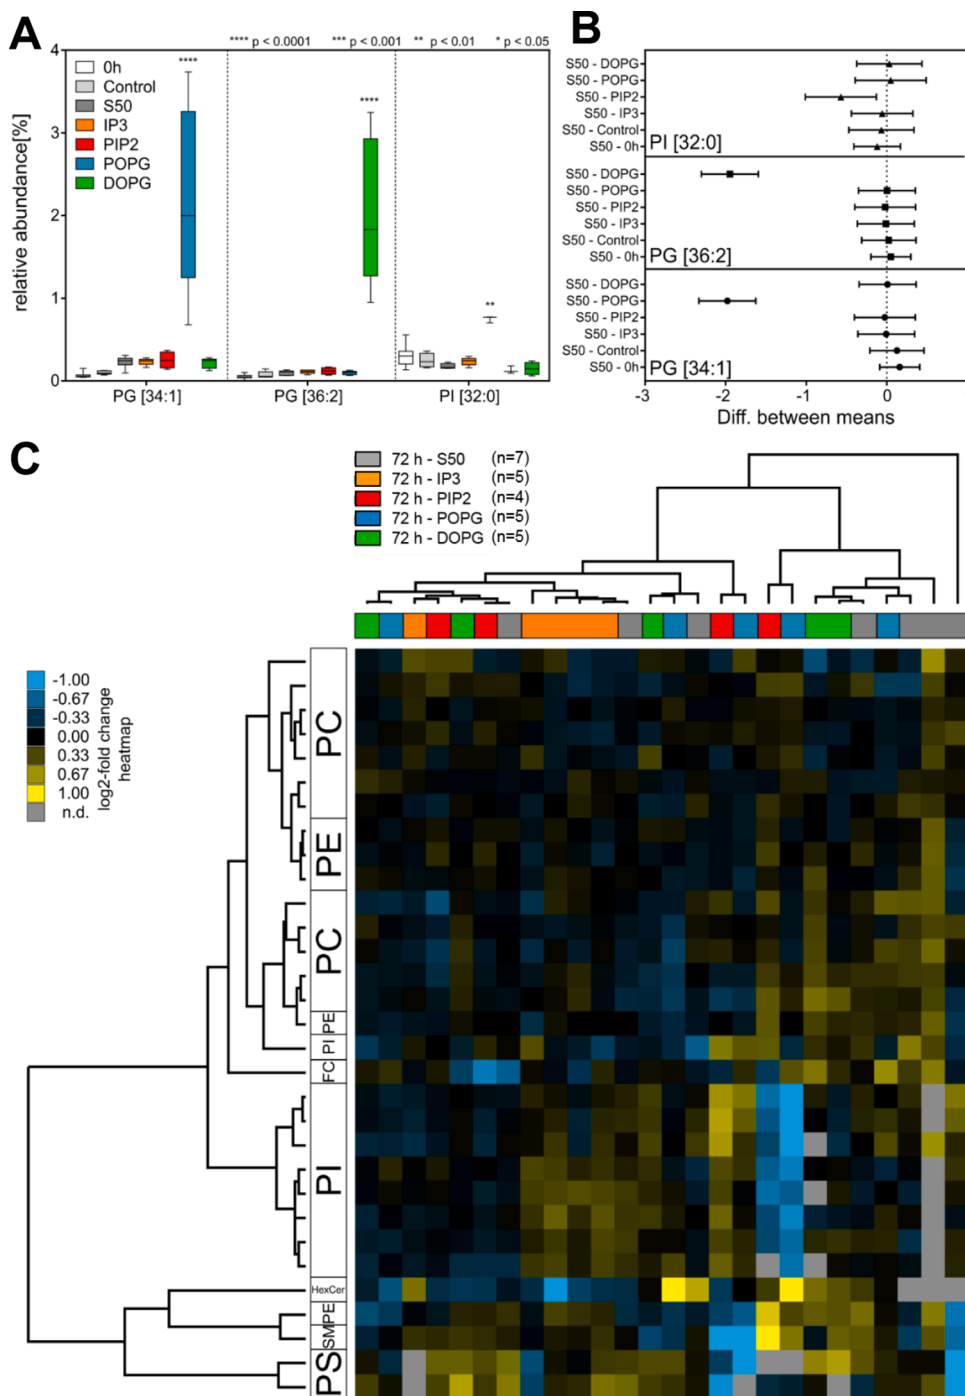 A
**** p < 0.0001 *** p < 0.001 ** p < 0.01 * p < 0.05
relative abundance[%]
4
3
2
1
0
0h
Control
S50
IP3
PIP2
POPG
DOPG
****
****
**
PG [34:1] PG [36:2] PI [32:0]
B
S50 - DOPG
S50 - POPG
S50 - PIP2
S50 - IP3
S50 - Control
S50 - 0h
PI [32:0]
S50 - DOPG
S50 - POPG
S50 - PIP2
S50 - IP3
S50 - Control
S50 - 0h
PG [36:2]
S50 - DOPG
S50 - POPG
S50 - PIP2
S50 - IP3
S50 - Control
S50 - 0h
PG [34:1]
-3 -2 -1 0
Diff. between means
C
72 h - S50 (n=7)
72 h - IP3 (n=5)
72 h - PIP2 (n=4)
72 h - POPG (n=5)
72 h - DOPG (n=5)
-1.00
-0.67
-0.33
0.00
0.33
0.67
1.00
n.d.
log2-fold change
heatmap
PC
PE
PC
PE
PI
FC
PI
HexCer
PE
SM
PS